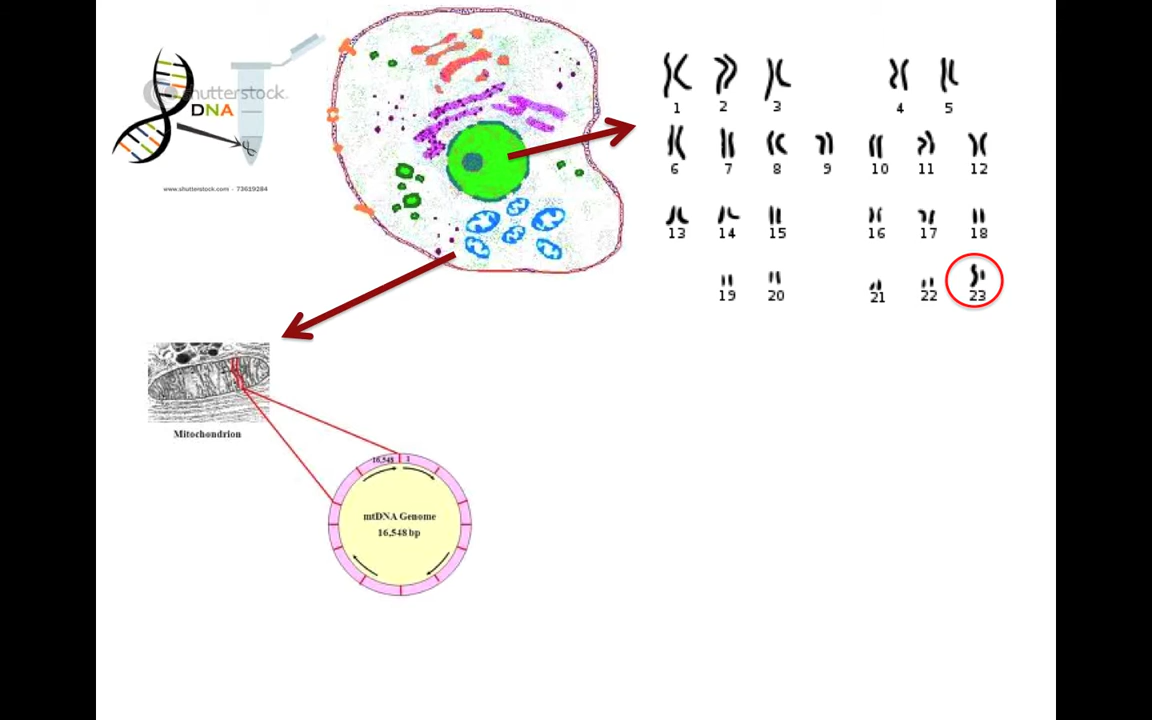 shutterstock
DNA
www.shutterstock.com · 73619284
1 2 3 4 5
6 7 8 9 10 11 12
13 14 15 16 17 18
19 20 21 22 23
Mitochondrion
16,548 1
mtDNA Genome
16,548 bp